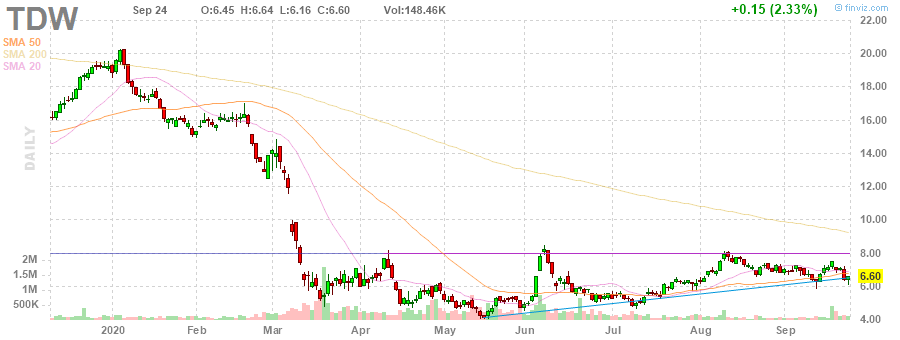 TDW
Sep 24 O:6.45 H:6.64 L:6.16 C:6.60 Vol:148.46K +0.15 (2.33%)
@ finviz.com
SMA 50
SMA 200
SMA 20
DAILY
22.00
20.00
18.00
16.00
14.00
12.00
10.00
8.00
6.60
6.00
4.00
2M
1.5M
1M
500K
2020 Feb Mar Apr May Jun Jul Aug Sep